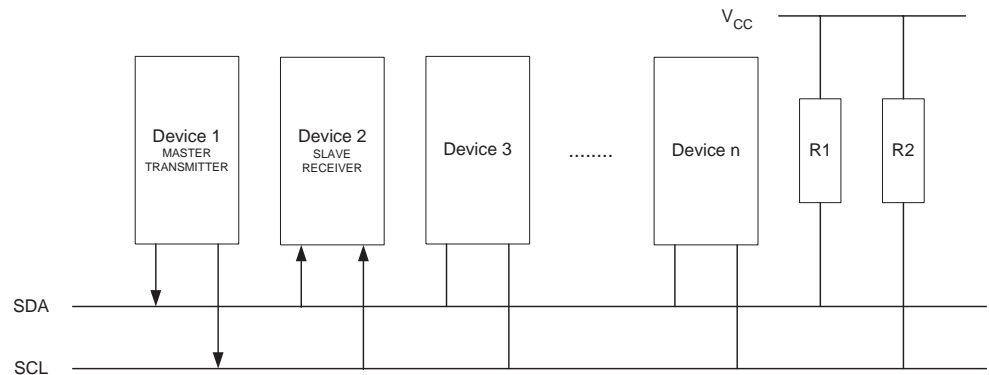 VCC
Device 1
MASTER
TRANSMITTER
Device 2
SLAVE
RECEIVER
Device 3
........
Device n
R1
R2
SDA
SCL